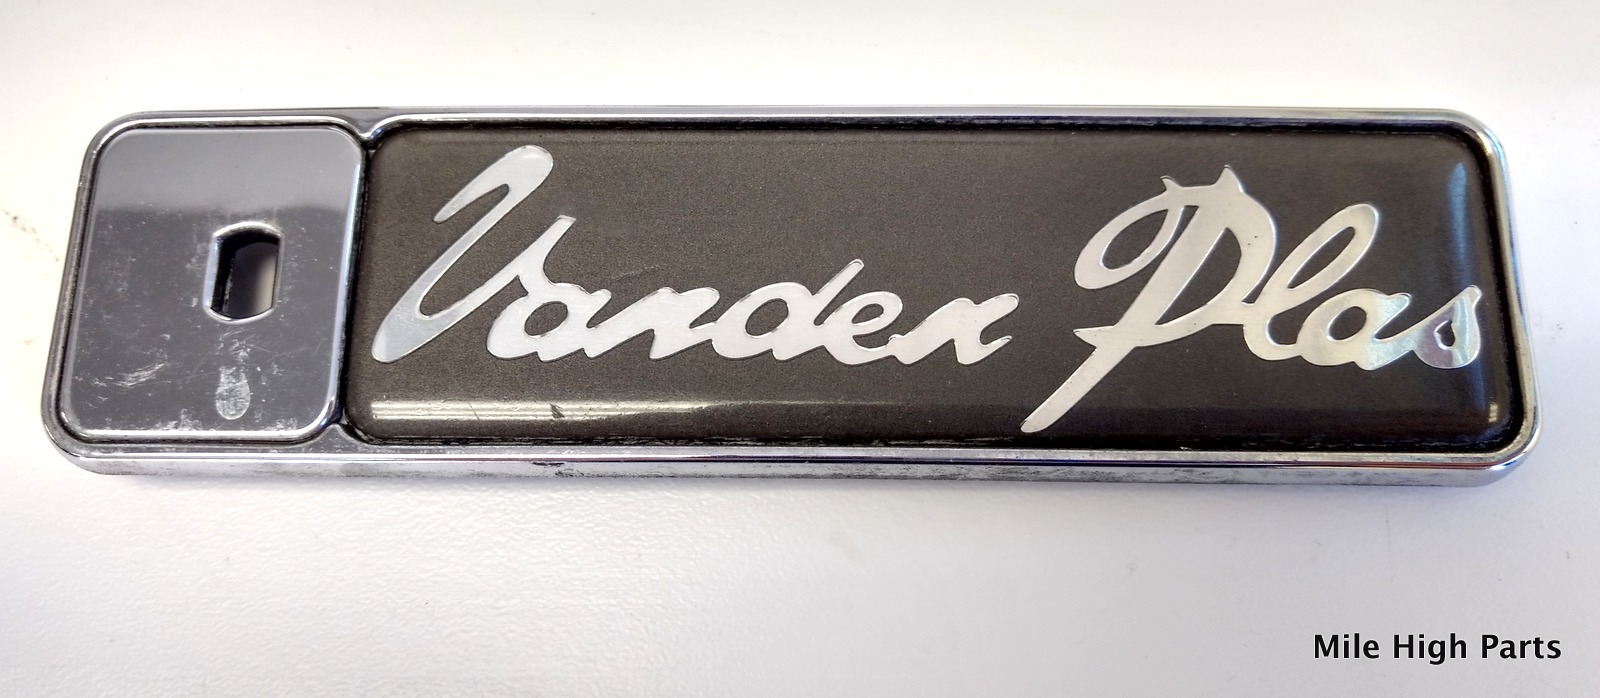 Vanden Plas
Mile High Parts